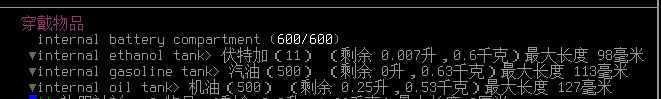 穿戴物品
internal battery compartment (600/600)
▼internal ethanol tank> 伏特加(11) (剩余 0.007升,0.6千克)最大长度 98毫米
▼internal gasoline tank> 汽油(500) (剩余 0升,0.63千克)最大长度 113毫米
▼internal oil tank> 机油(500) (剩余 0.25升,0.53千克)最大长度 127毫米